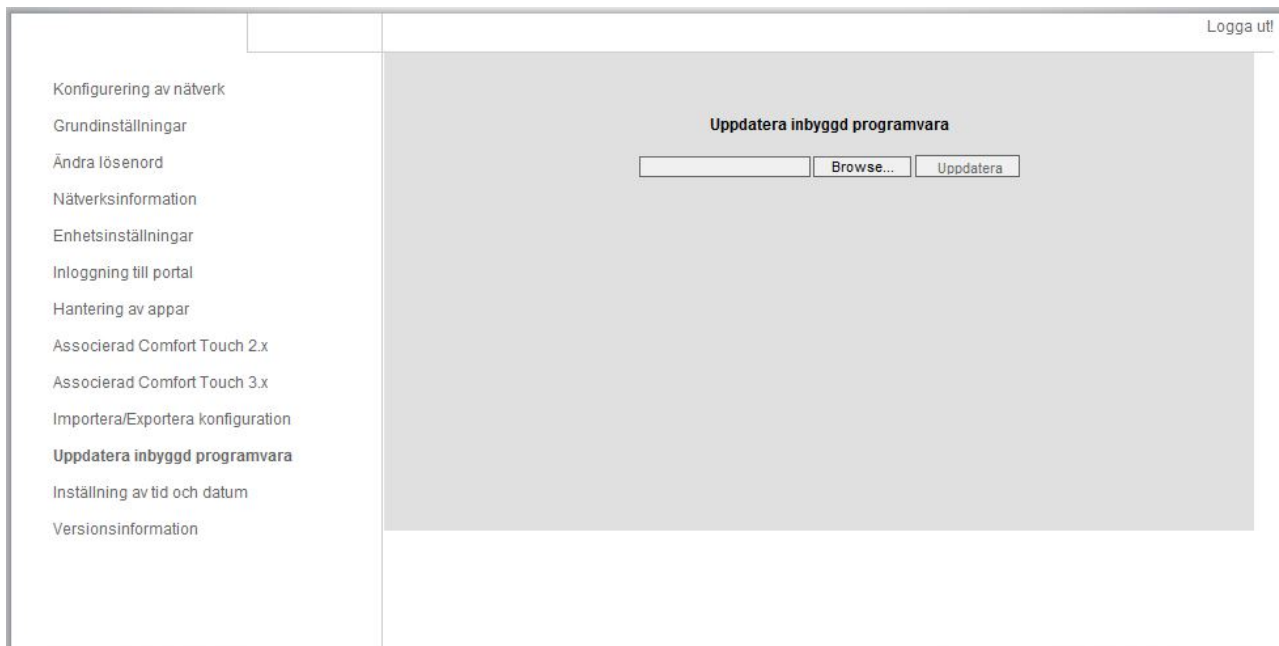 Logga ut!
Konfigurering av nätverk
Grundinställningar
Ändra lösenord
Nätverksinformation
Enhetsinställningar
Inloggning till portal
Hantering av appar
Associerad Comfort Touch 2.x
Associerad Comfort Touch 3.x
Importera/Exportera konfiguration
Uppdatera inbyggd programvara
Inställning av tid och datum
Versionsinformation
Uppdatera inbyggd programvara
Browse... Uppdatera